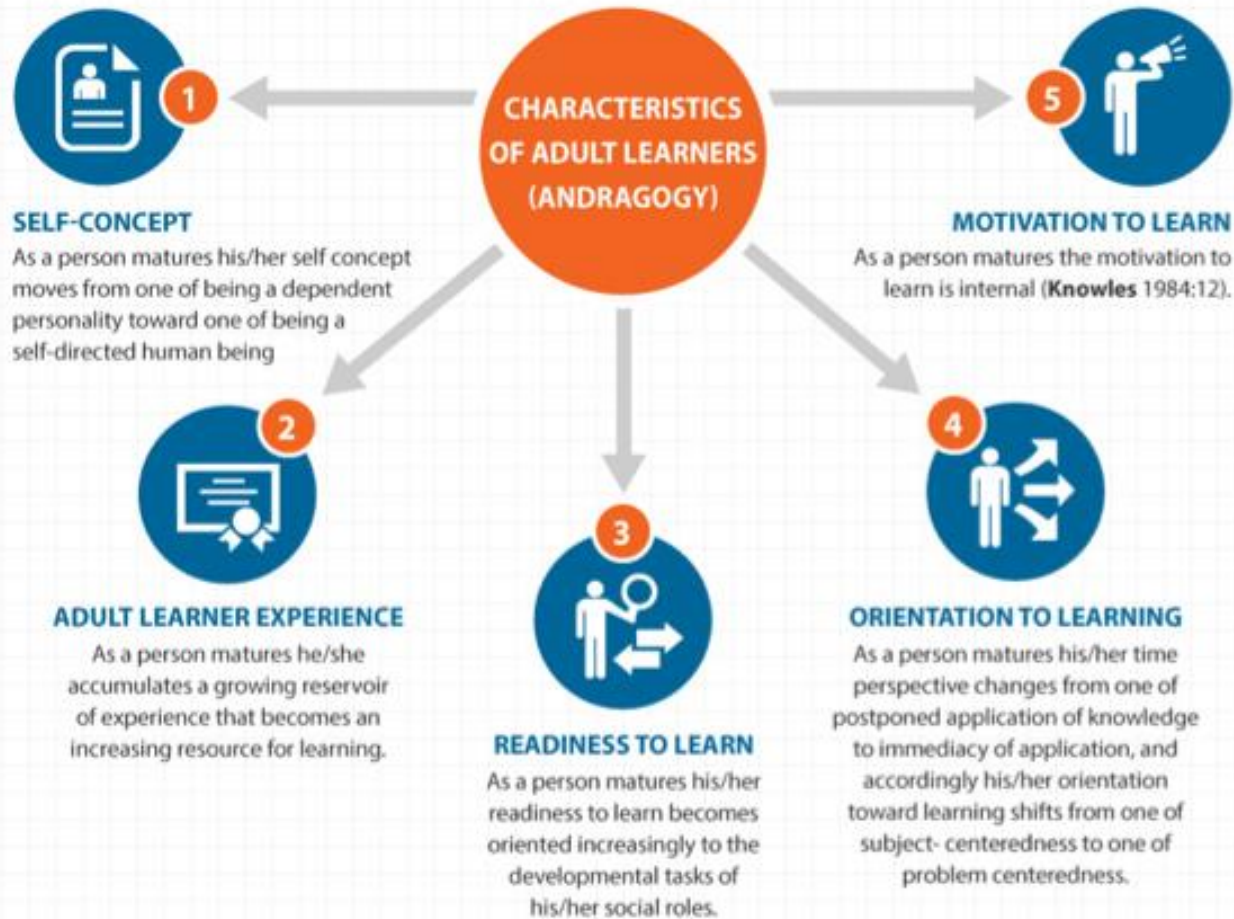 CHARACTERISTICS
OF ADULT LEARNERS
(ANDRAGOGY)
1
SELF-CONCEPT
As a person matures his/her self concept
moves from one of being a dependent
personality toward one of being a
self-directed human being
2
ADULT LEARNER EXPERIENCE
As a person matures he/she
accumulates a growing reservoir
of experience that becomes an
increasing resource for learning.
3
READINESS TO LEARN
As a person matures his/her
readiness to learn becomes
oriented increasingly to the
developmental tasks of
his/her social roles.
4
ORIENTATION TO LEARNING
As a person matures his/her time
perspective changes from one of
postponed application of knowledge
to immediacy of application, and
accordingly his/her orientation
toward learning shifts from one of
subject- centeredness to one of
problem centeredness.
5
MOTIVATION TO LEARN
As a person matures the motivation to
learn is internal (Knowles 1984:12).